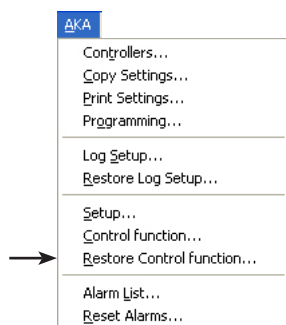 AKA
Controllers...
Copy Settings...
Print Settings...
Programming...
Log Setup...
Restore Log Setup...
Setup...
Control function...
Restore Control function...
Alarm List...
Reset Alarms...